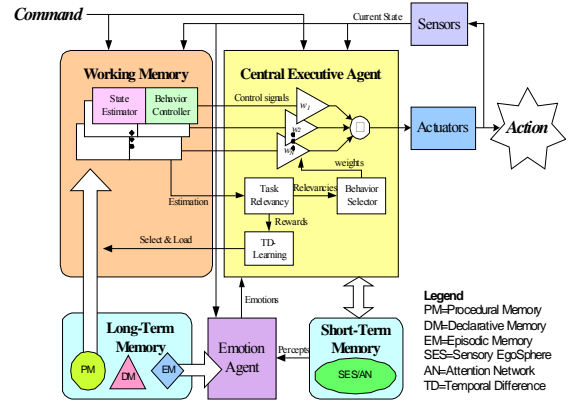 Command
Current State
Sensors
Working Memory
Central Executive Agent
State Estimator
Behavior Controller
Control signals
w1
w2
wN
Actuators
Action
weights
Estimation
Task Relevancy
Relevancies
Behavior Selector
Rewards
Select & Load
TD-Learning
Emotions
Long-Term Memory
PM
DM
EM
Emotion Agent
Percepts
Short-Term Memory
SES/AN
Legend
PM=Procedural Memory
DM=Declarative Memory
EM=Episodic Memory
SES=Sensory EgoSphere
AN=Attention Network
TD=Temporal Difference